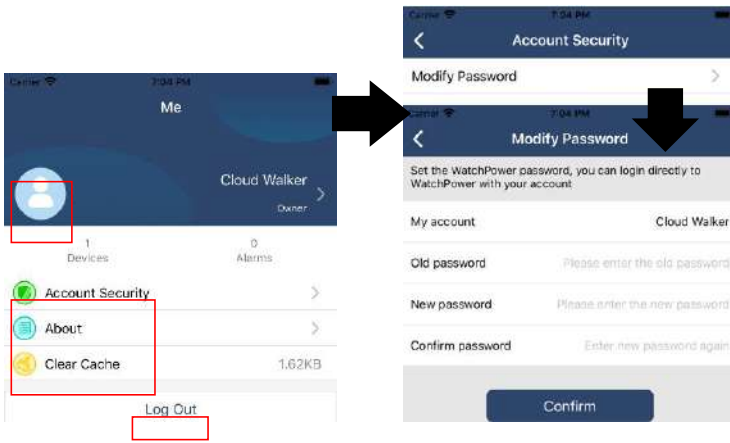 Carrier 7:04 PM
Me
Cloud Walker
Owner
1 0
Devices Alarms
Account Security
About
Clear Cache 1.62KB
Log Out
Carrier 7:04 PM
Account Security
Modify Password
Carrier 7:04 PM
Modify Password
Set the WatchPower password, you can login directly to
WatchPower with your account
My account Cloud Walker
Old password Please enter the old password
New password Please enter the new password
Confirm password Enter new password again
Confirm